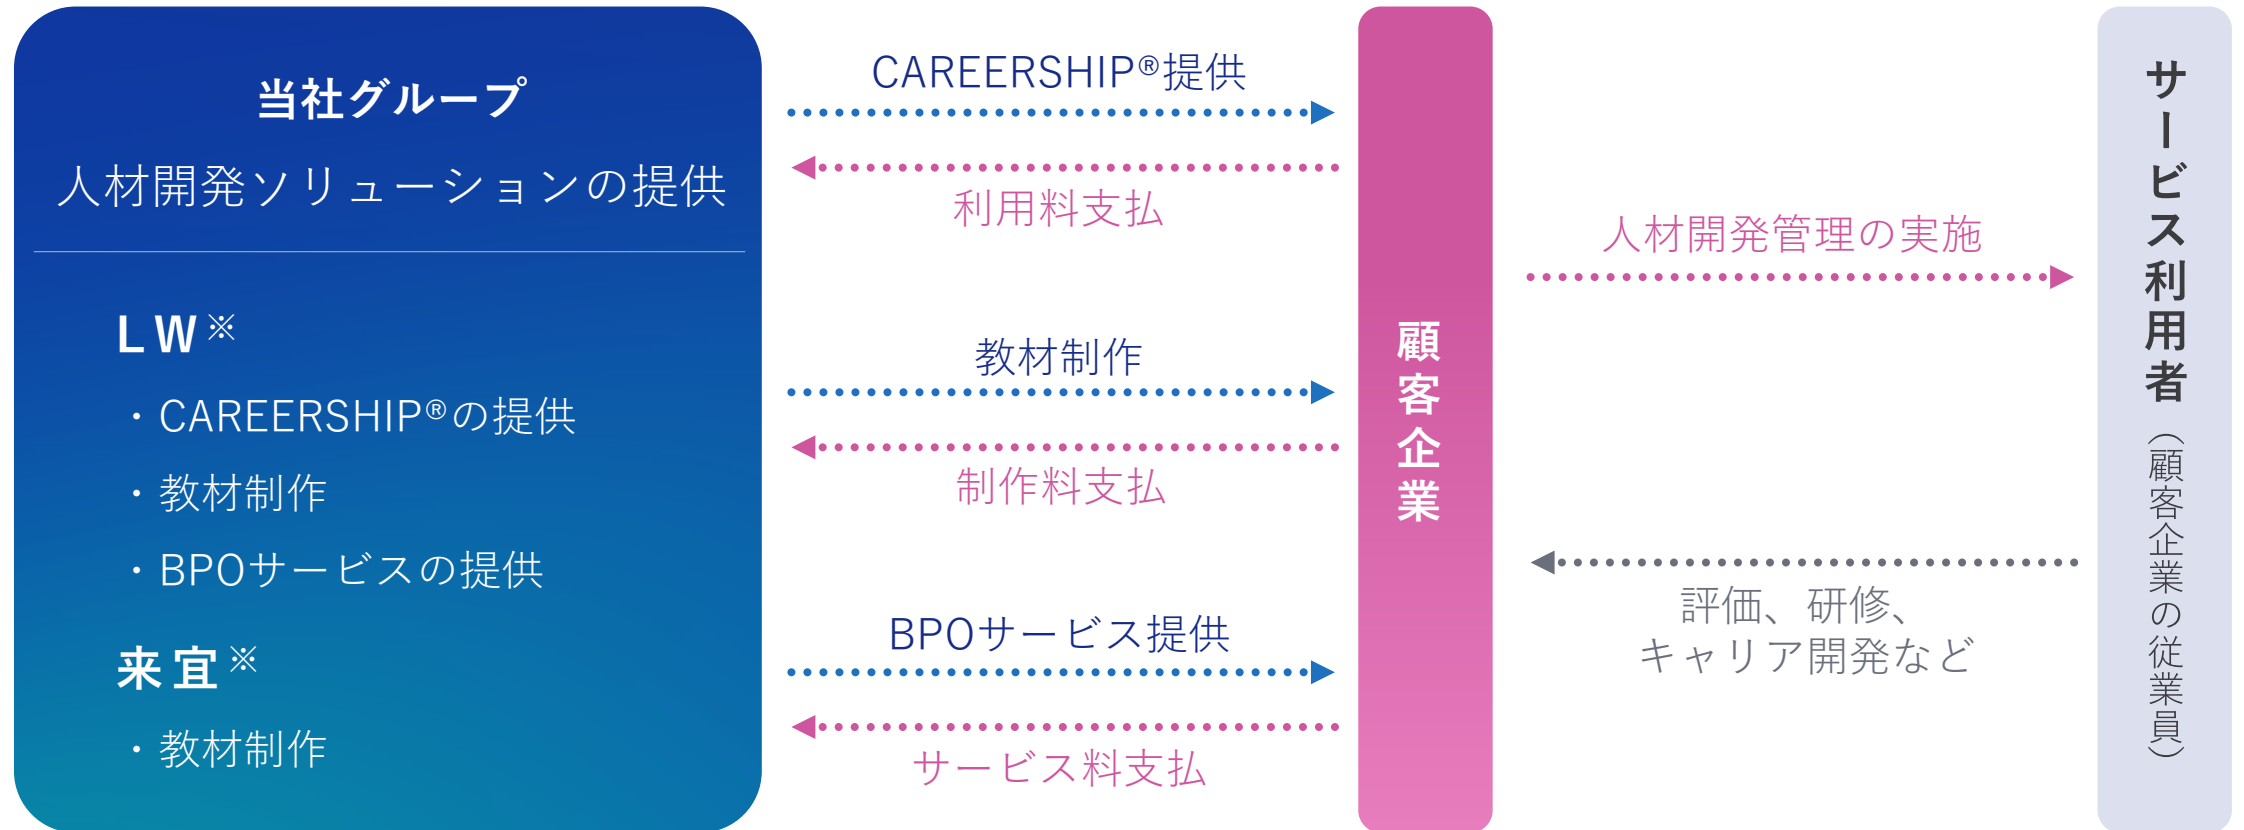 当社グループ
人材開発ソリューションの提供
LW※
・CAREERSHIP®の提供
・教材制作
・BPOサービスの提供
来宜※
・教材制作
CAREERSHIP®提供
利用料支払
教材制作
制作料支払
BPOサービス提供
サービス料支払
顧客企業
人材開発管理の実施
評価、研修、
キャリア開発など
サービス利用者（顧客企業の従業員）